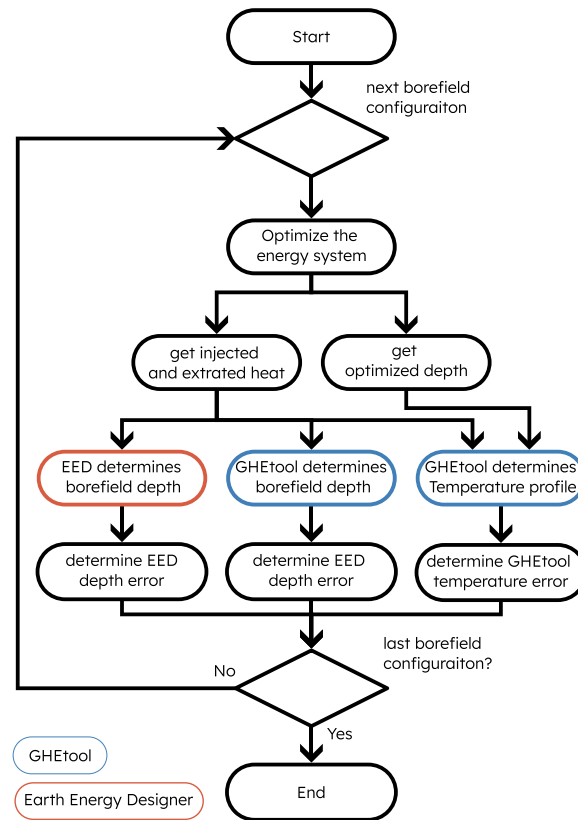 Start
next borefield
configuraiton
Optimize the
energy system
get injected
and extrated heat
get
optimized depth
EED determines
borefield depth
GHEtool determines
borefield depth
GHEtool determines
Temperature profile
determine EED
depth error
determine EED
depth error
determine GHEtool
temperature error
last borefield
configuraiton?
No
Yes
GHEtool
End
Earth Energy Designer